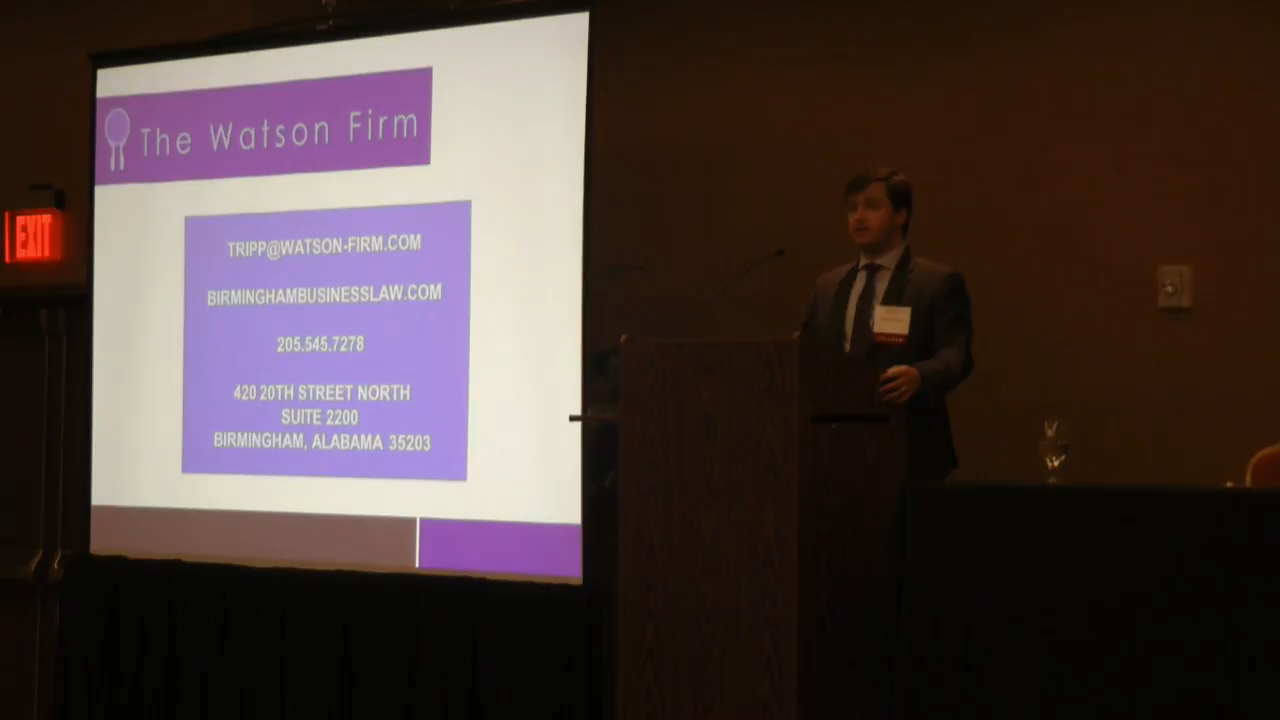 EXIT
The Watson Firm
TRIPP@WATSON-FIRM.COM
BIRMINGHAMBUSINESSLAW.COM
205.545.7278
420 20TH STREET NORTH
SUITE 2200
BIRMINGHAM, ALABAMA 35203